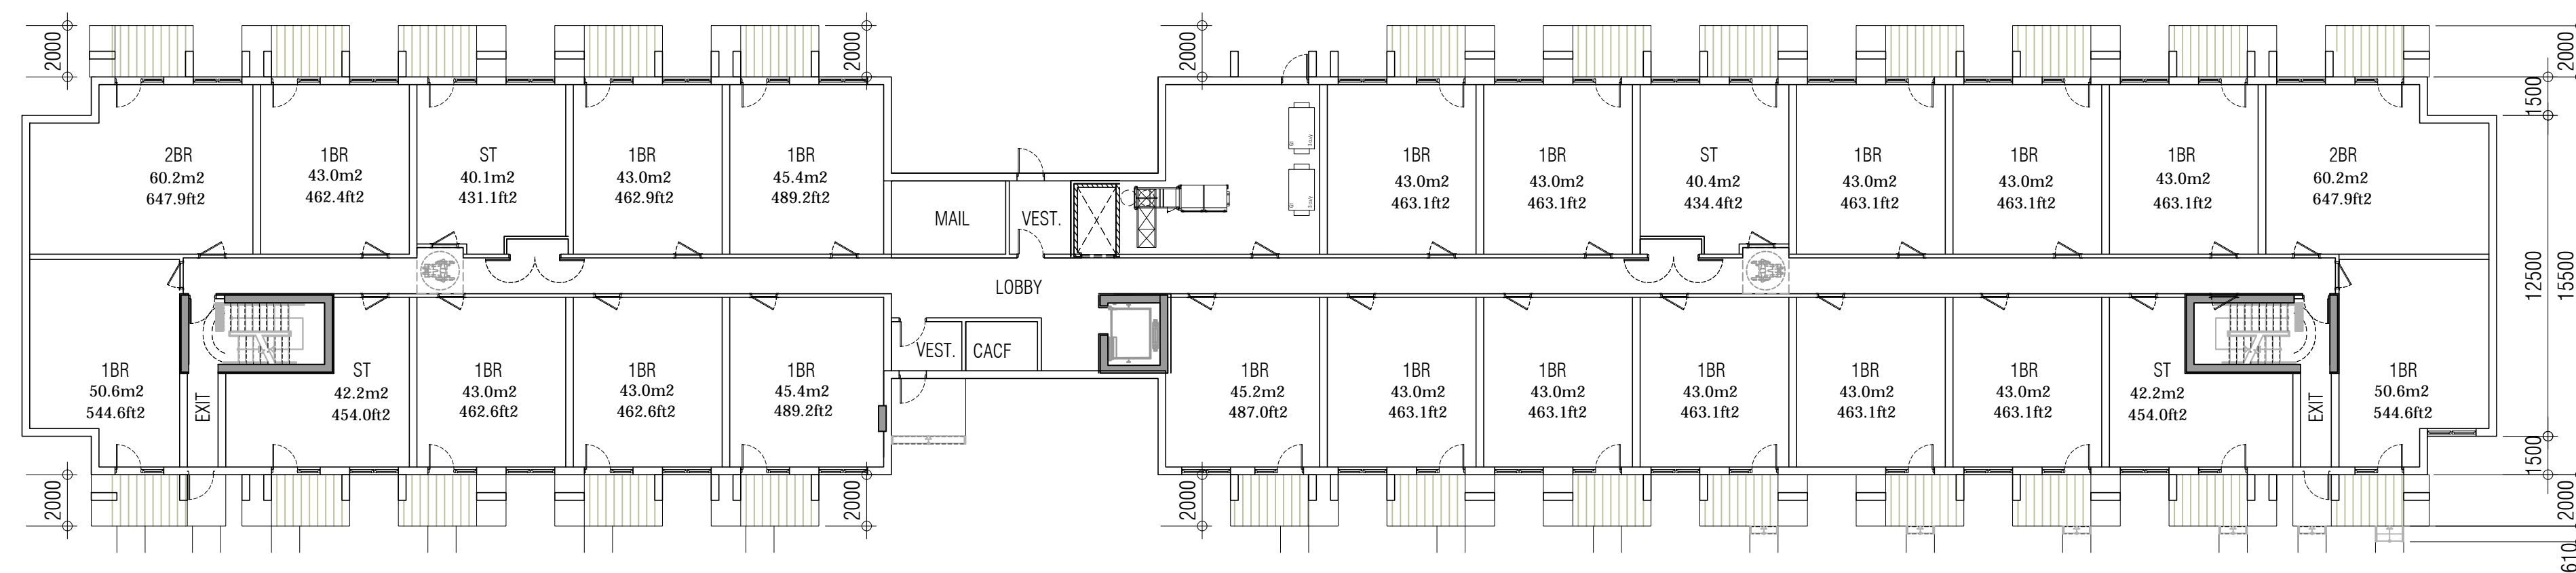 2000
2000
2000
2000
1500
2BR
60.2m2
647.9ft2
1BR
43.0m2
462.4ft2
ST
40.1m2
431.1ft2
1BR
43.0m2
462.9ft2
1BR
45.4m2
489.2ft2
MAIL
VEST.
1BR
43.0m2
463.1ft2
1BR
43.0m2
463.1ft2
ST
40.4m2
434.4ft2
1BR
43.0m2
463.1ft2
1BR
43.0m2
463.1ft2
1BR
43.0m2
463.1ft2
2BR
60.2m2
647.9ft2
LOBBY
12500
15500
1BR
50.6m2
544.6ft2
EXIT
ST
42.2m2
454.0ft2
1BR
43.0m2
462.6ft2
1BR
43.0m2
462.6ft2
1BR
45.4m2
489.2ft2
VEST.
CACF
1BR
45.2m2
487.0ft2
1BR
43.0m2
463.1ft2
1BR
43.0m2
463.1ft2
1BR
43.0m2
463.1ft2
1BR
43.0m2
463.1ft2
1BR
43.0m2
463.1ft2
ST
42.2m2
454.0ft2
EXIT
1BR
50.6m2
544.6ft2
1500
2000
2000
2000
2000
610